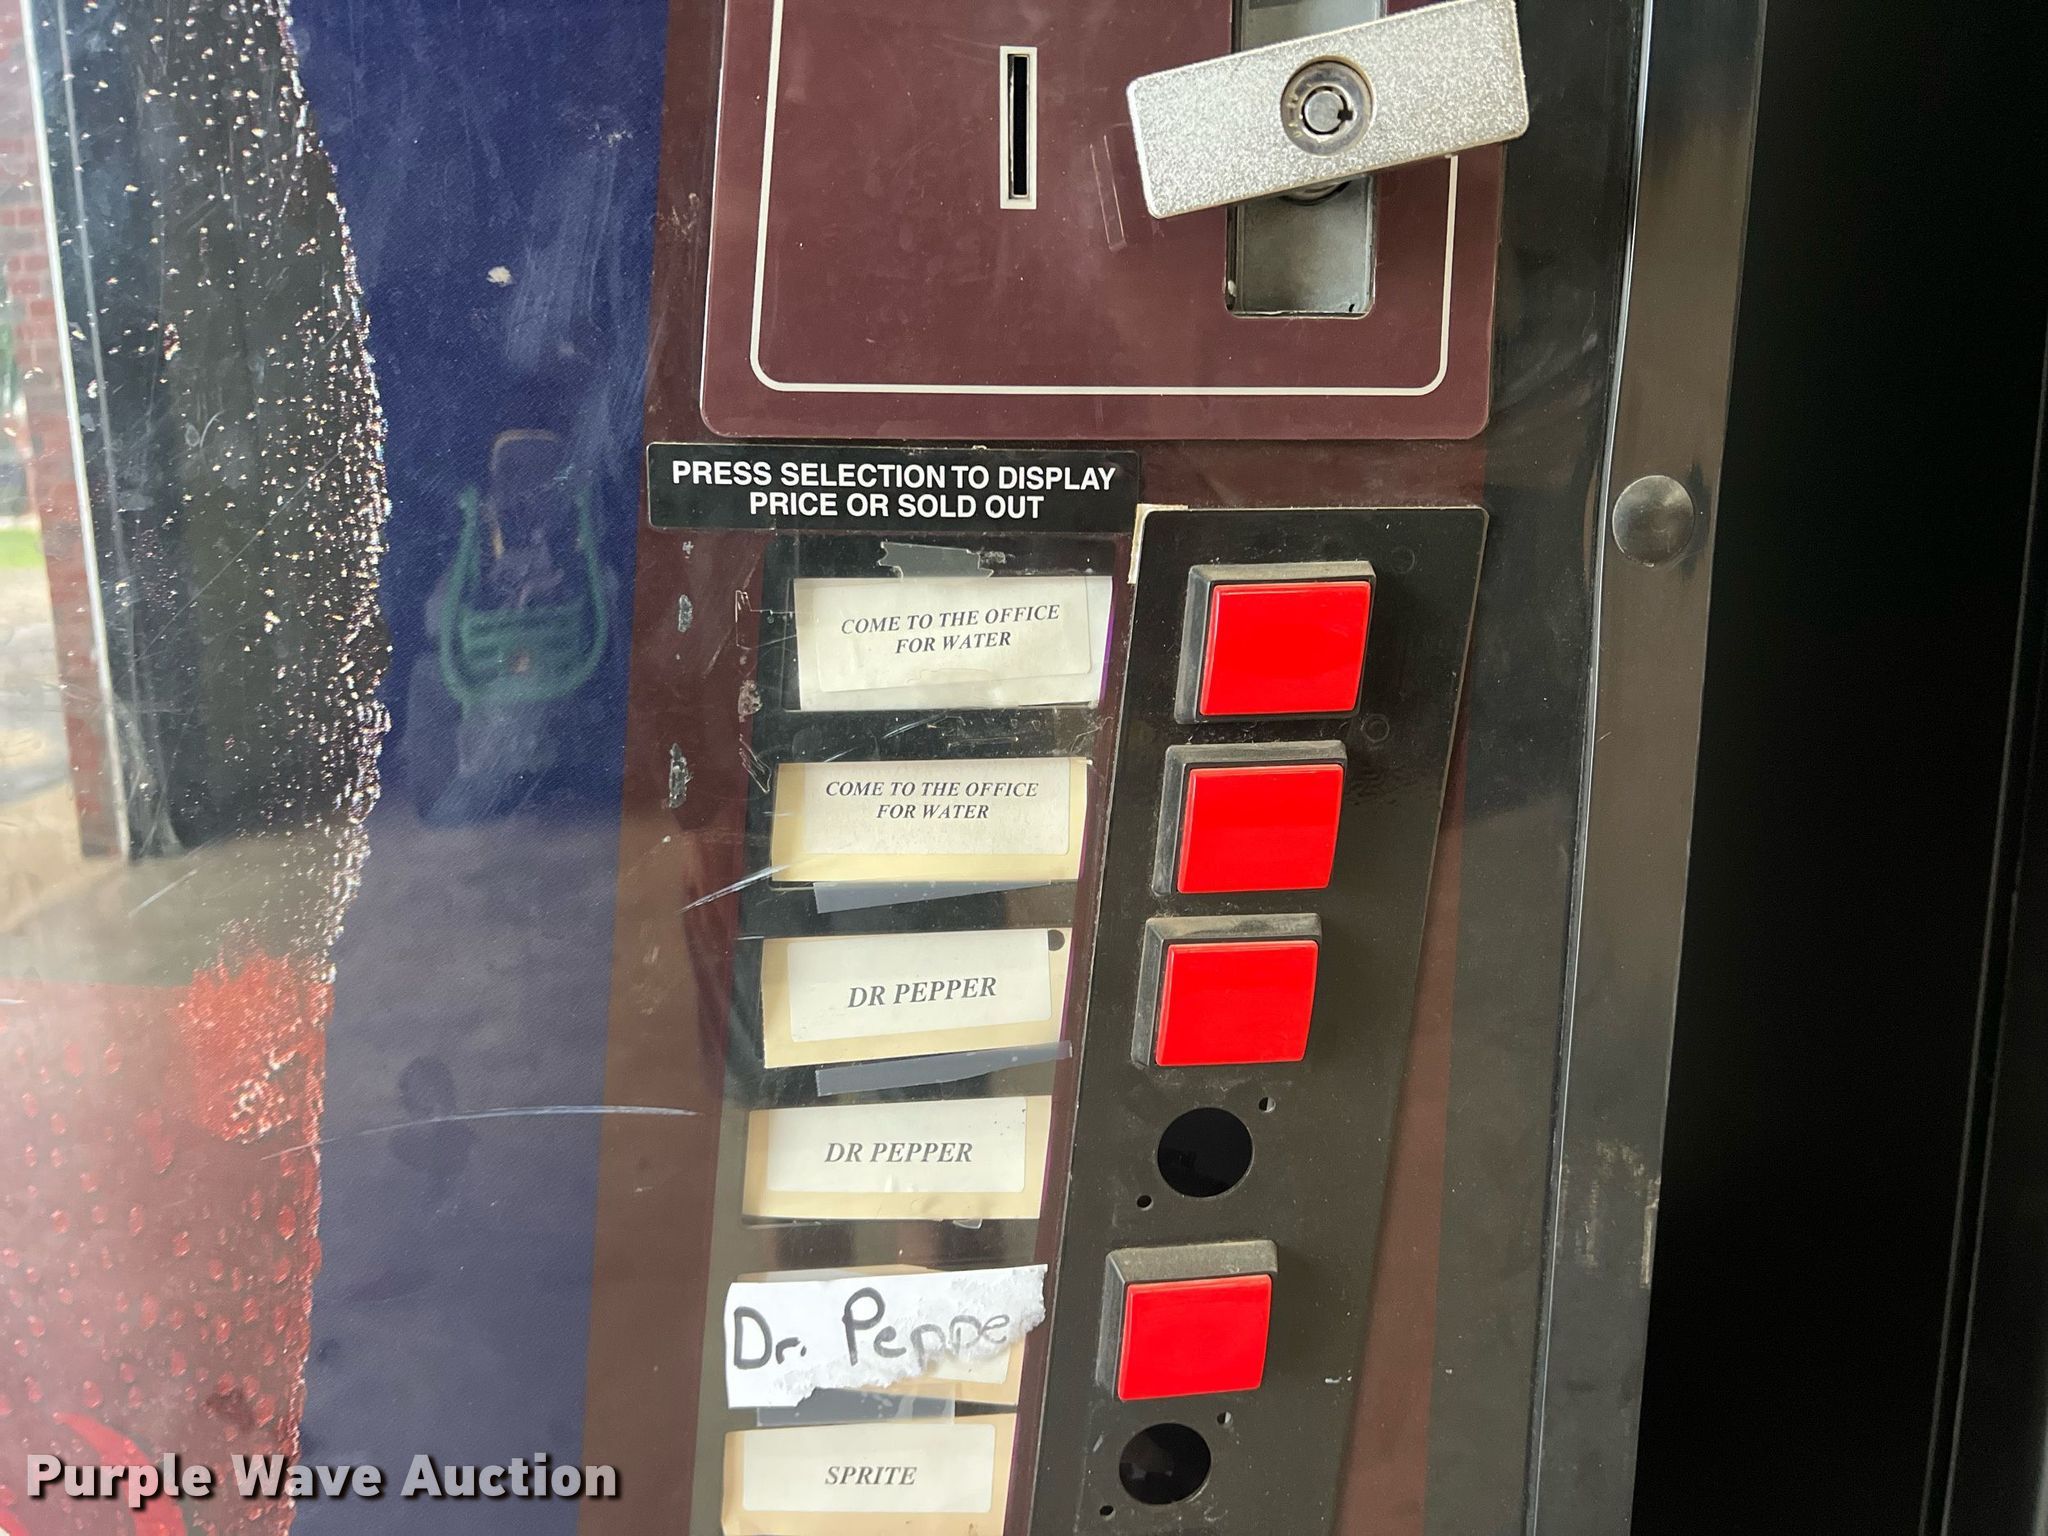 PRESS SELECTION TO DISPLAY
PRICE OR SOLD OUT
COME TO THE OFFICE
FOR WATER
COME TO THE OFFICE
FOR WATER
DR PEPPER
DR PEPPER
Dr. Peppe
SPRITE
Purple Wave Auction